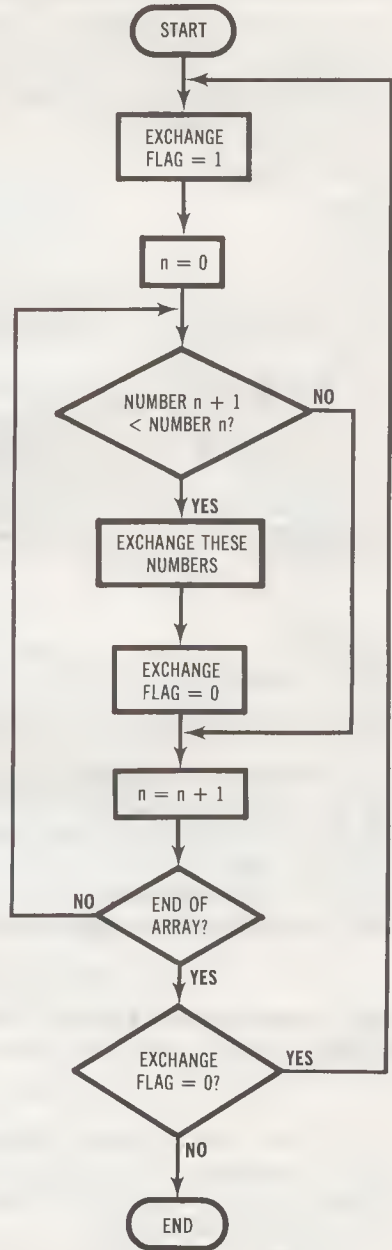 START
EXCHANGE
FLAG = 1
n = 0
NUMBER n + 1
< NUMBER n?
NO
YES
EXCHANGE THESE
NUMBERS
EXCHANGE
FLAG = 0
n = n + 1
NO
END OF
ARRAY?
YES
EXCHANGE
FLAG = 0?
YES
NO
END